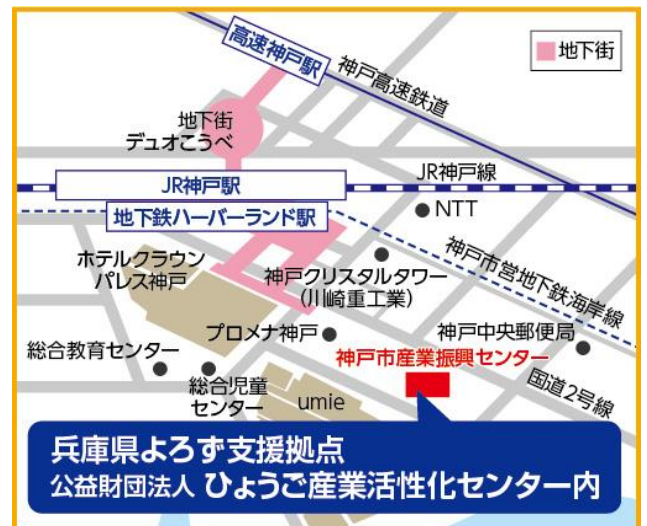 高速神戸駅
神戸高速鉄道
地下街
地下街
デュオこうべ
JR神戸駅
JR神戸線
地下鉄ハーバーランド駅
NTT
神戸市営地下鉄海岸線
ホテルクラウン
パレス神戸
神戸クリスタルタワー
(川崎重工業)
プロメナ神戸
神戸中央郵便局
神戸市産業振興センター
総合教育センター
総合児童
センター
umie
国道2号線
兵庫県よろず支援拠点
公益財団法人 ひょうご産業活性化センター内